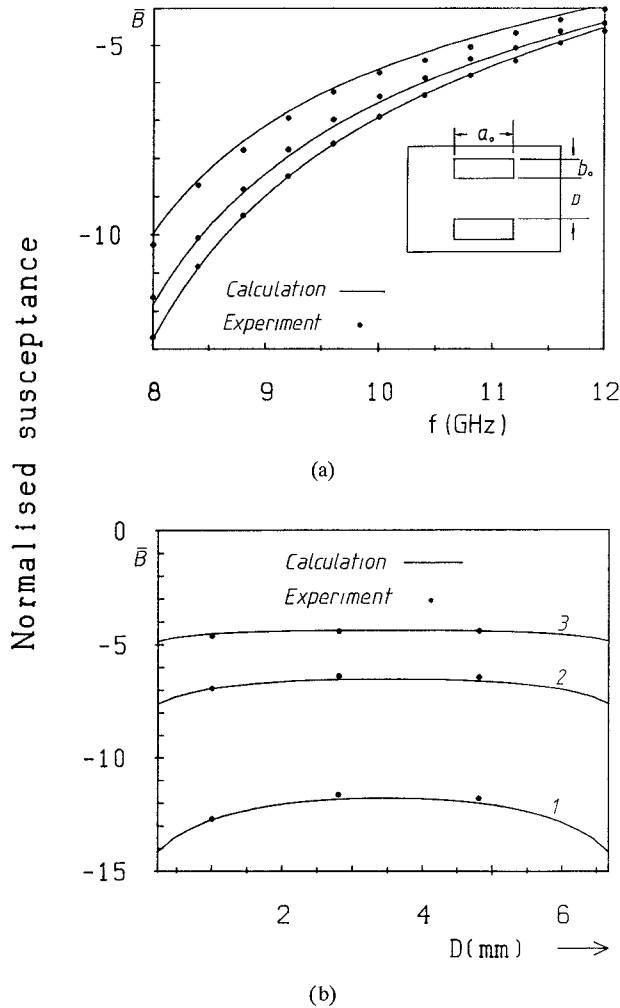 B̅
-5
-10
a₀
b₀
D
Calculation
Experiment
8
9
10
11
12
f (GHz)
(a)
Normalised susceptance
0
B̅
Calculation
Experiment
-5
3
2
-10
1
-15
2
4
6
D(mm)
(b)